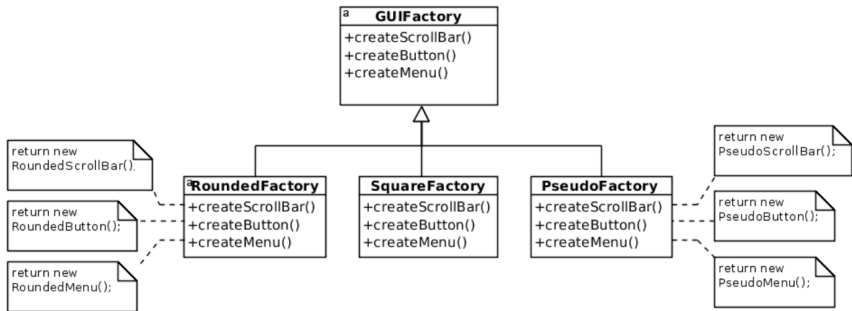 a
GUIFactory
+createScrollBar()
+createButton()
+createMenu()
return new
RoundedScrollBar().
return new
RoundedButton();
return new
RoundedMenu();
a
RoundedFactory
+createScrollBar()
+createButton()
+createMenu()
SquareFactory
+createScrollBar()
+createButton()
+createMenu()
PseudoFactory
+createScrollBar()
+createButton()
+createMenu()
return new
PseudoScrollBar();
return new
PseudoButton();
return new
PseudoMenu();